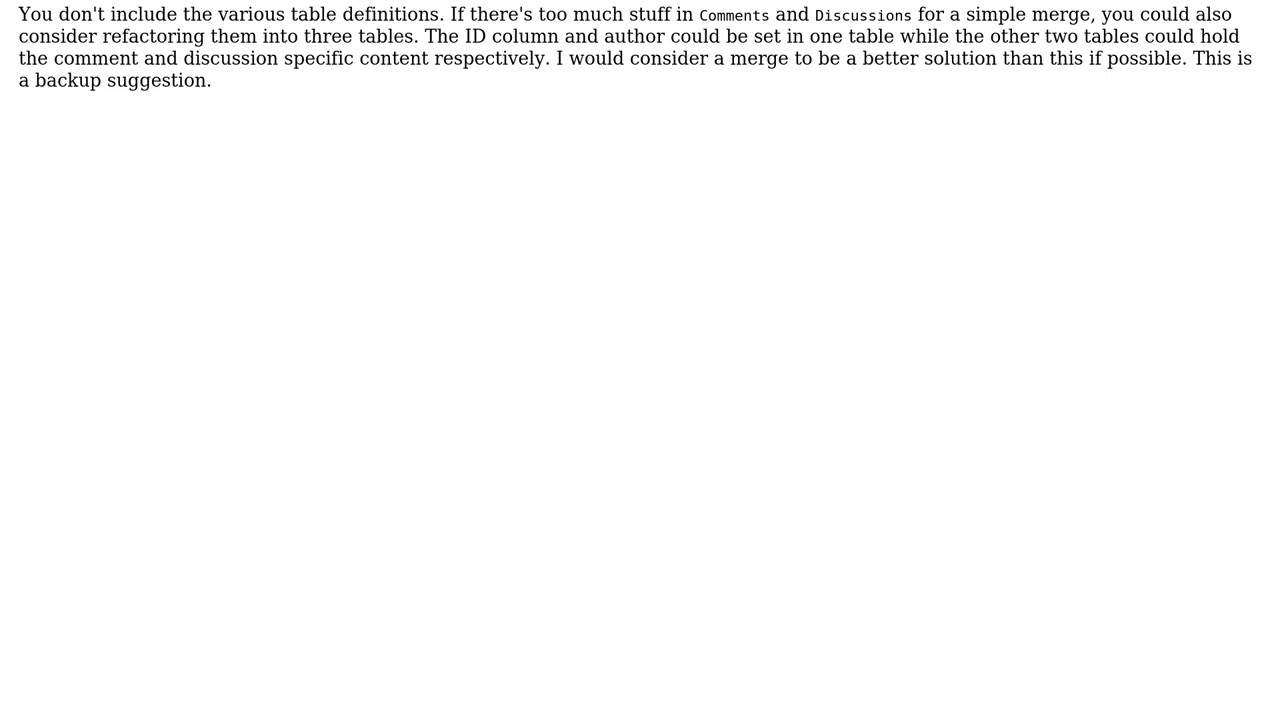 You don't include the various table definitions. If there's too much stuff in Comments and Discussions for a simple merge, you could also
consider refactoring them into three tables. The ID column and author could be set in one table while the other two tables could hold
the comment and discussion specific content respectively. I would consider a merge to be a better solution than this if possible. This is
a backup suggestion.